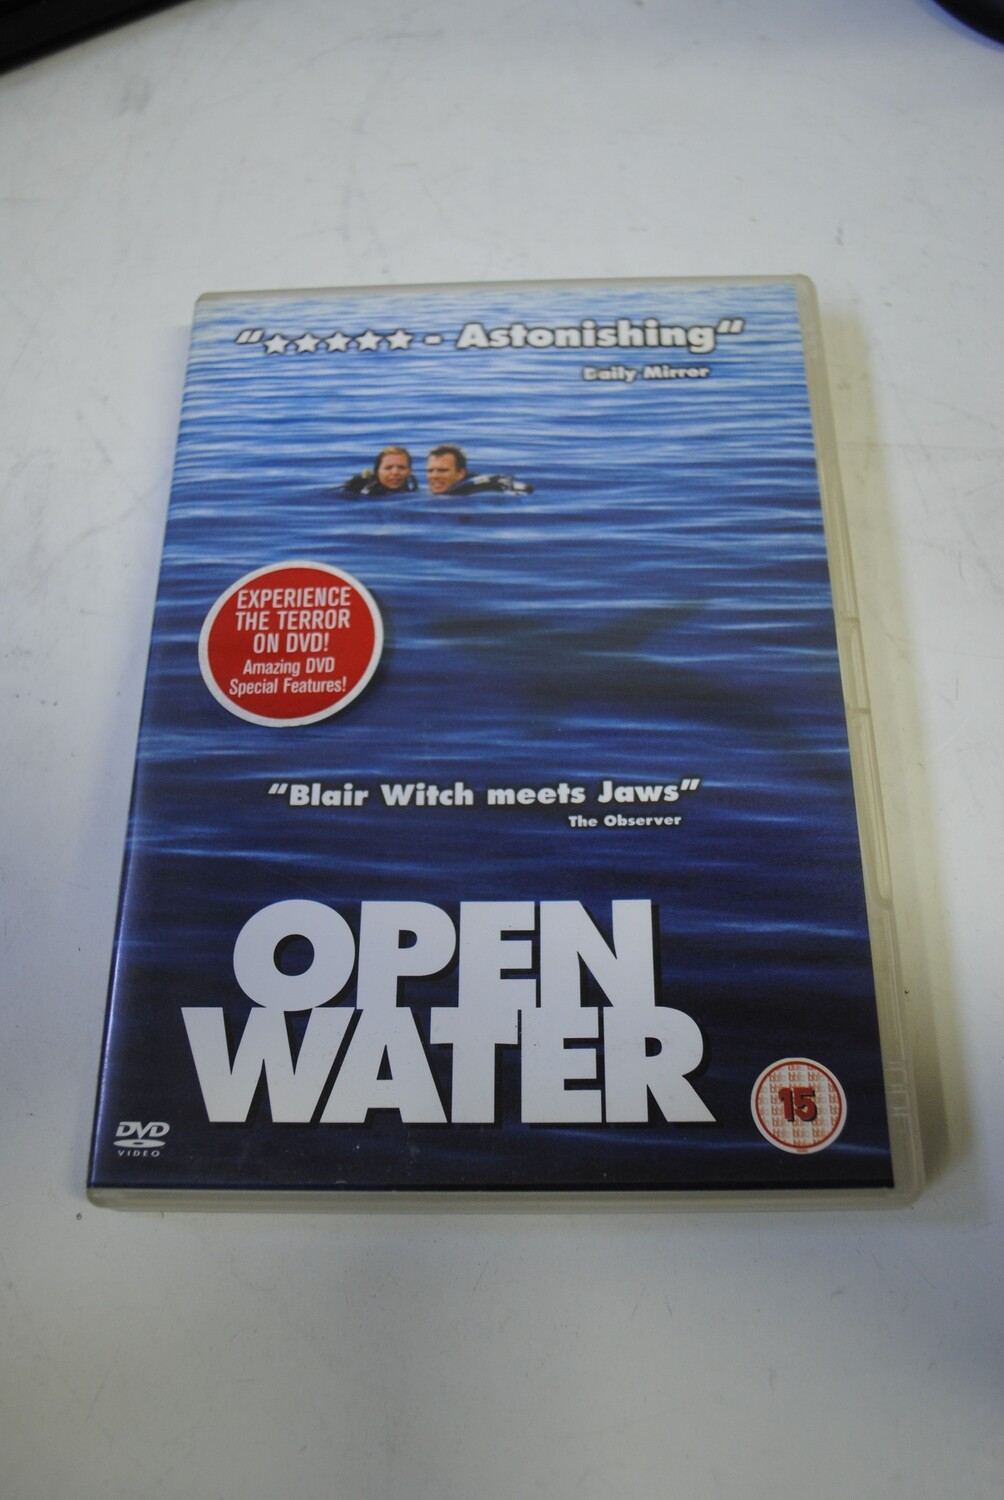 "★★★★★ - Astonishing"
Daily Mirror
EXPERIENCE
THE TERROR
ON DVD!
Amazing DVD
Special Features!
"Blair Witch meets Jaws"
The Observer
OPEN
WATER
DVD
VIDEO
15